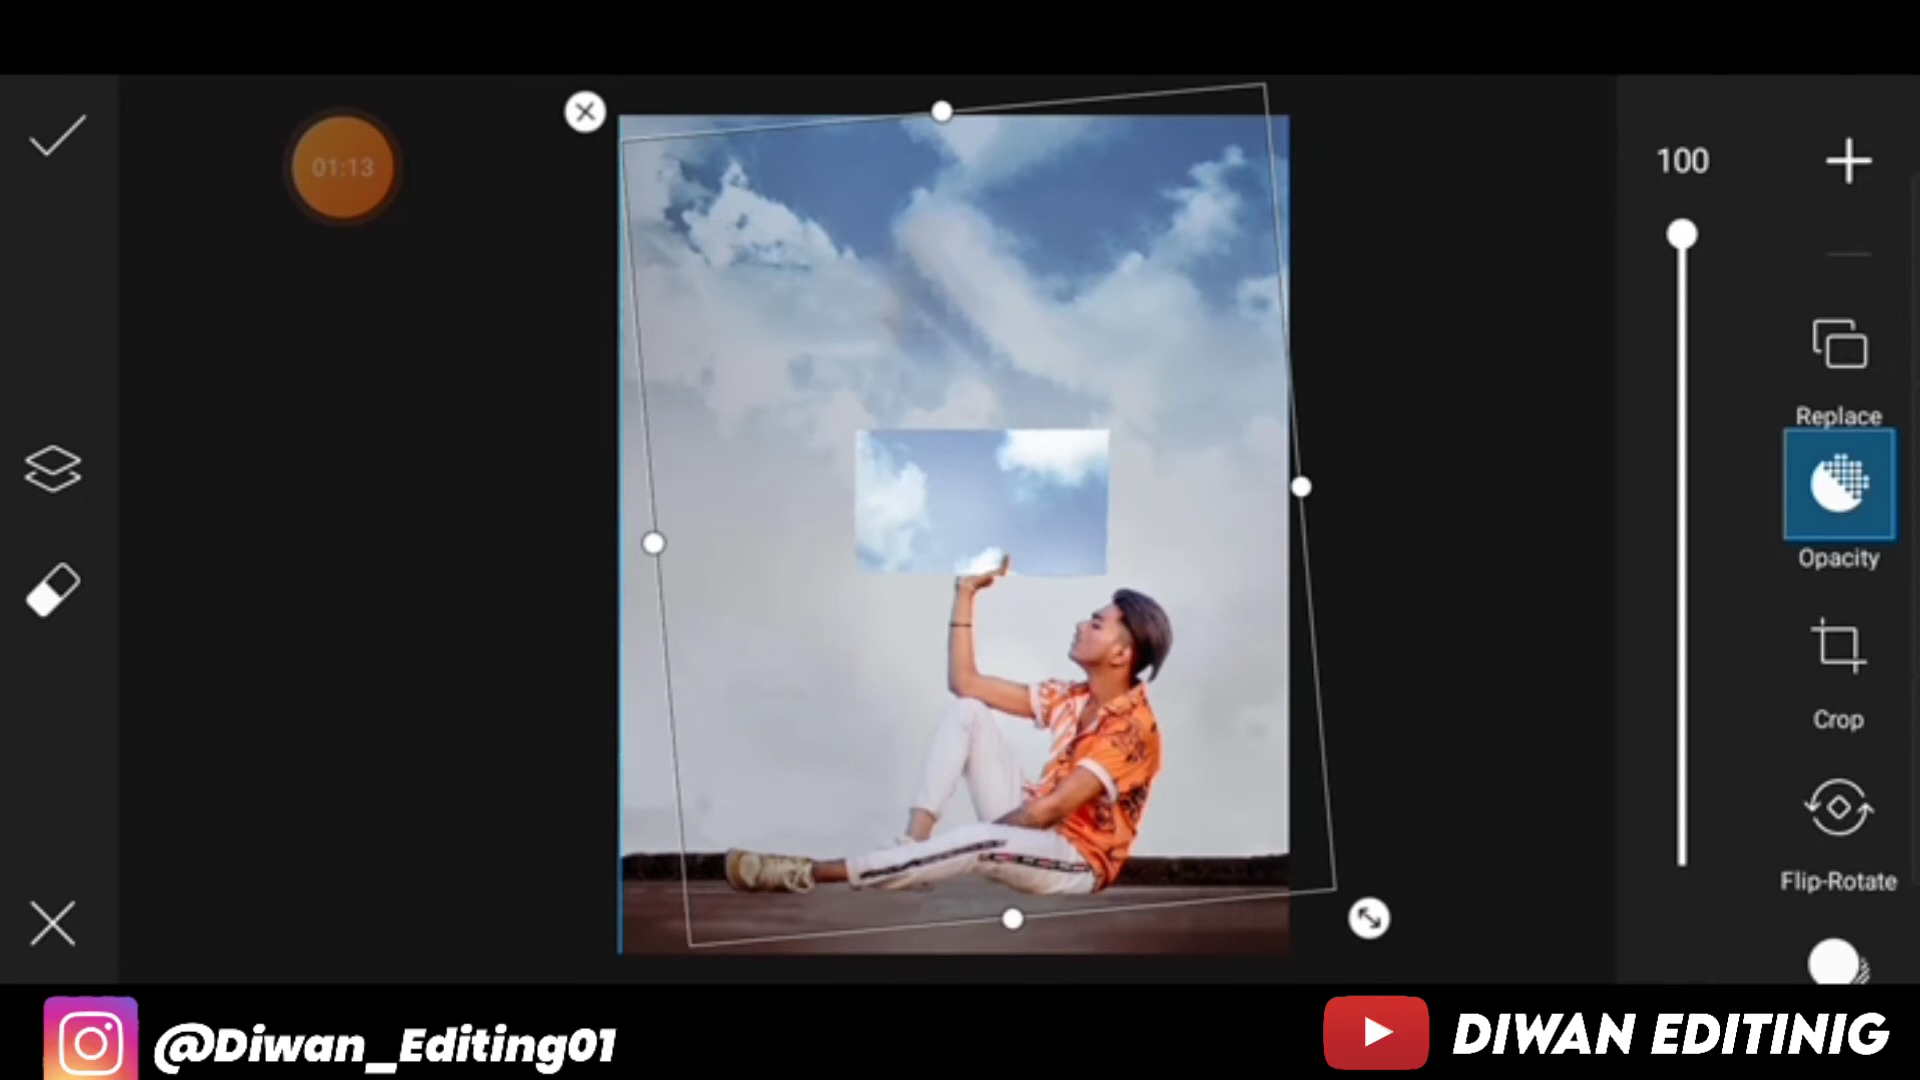 01:13
100
Replace
Opacity
Crop
Flip-Rotate
@Diwan_Editing01
DIWAN EDITINIG